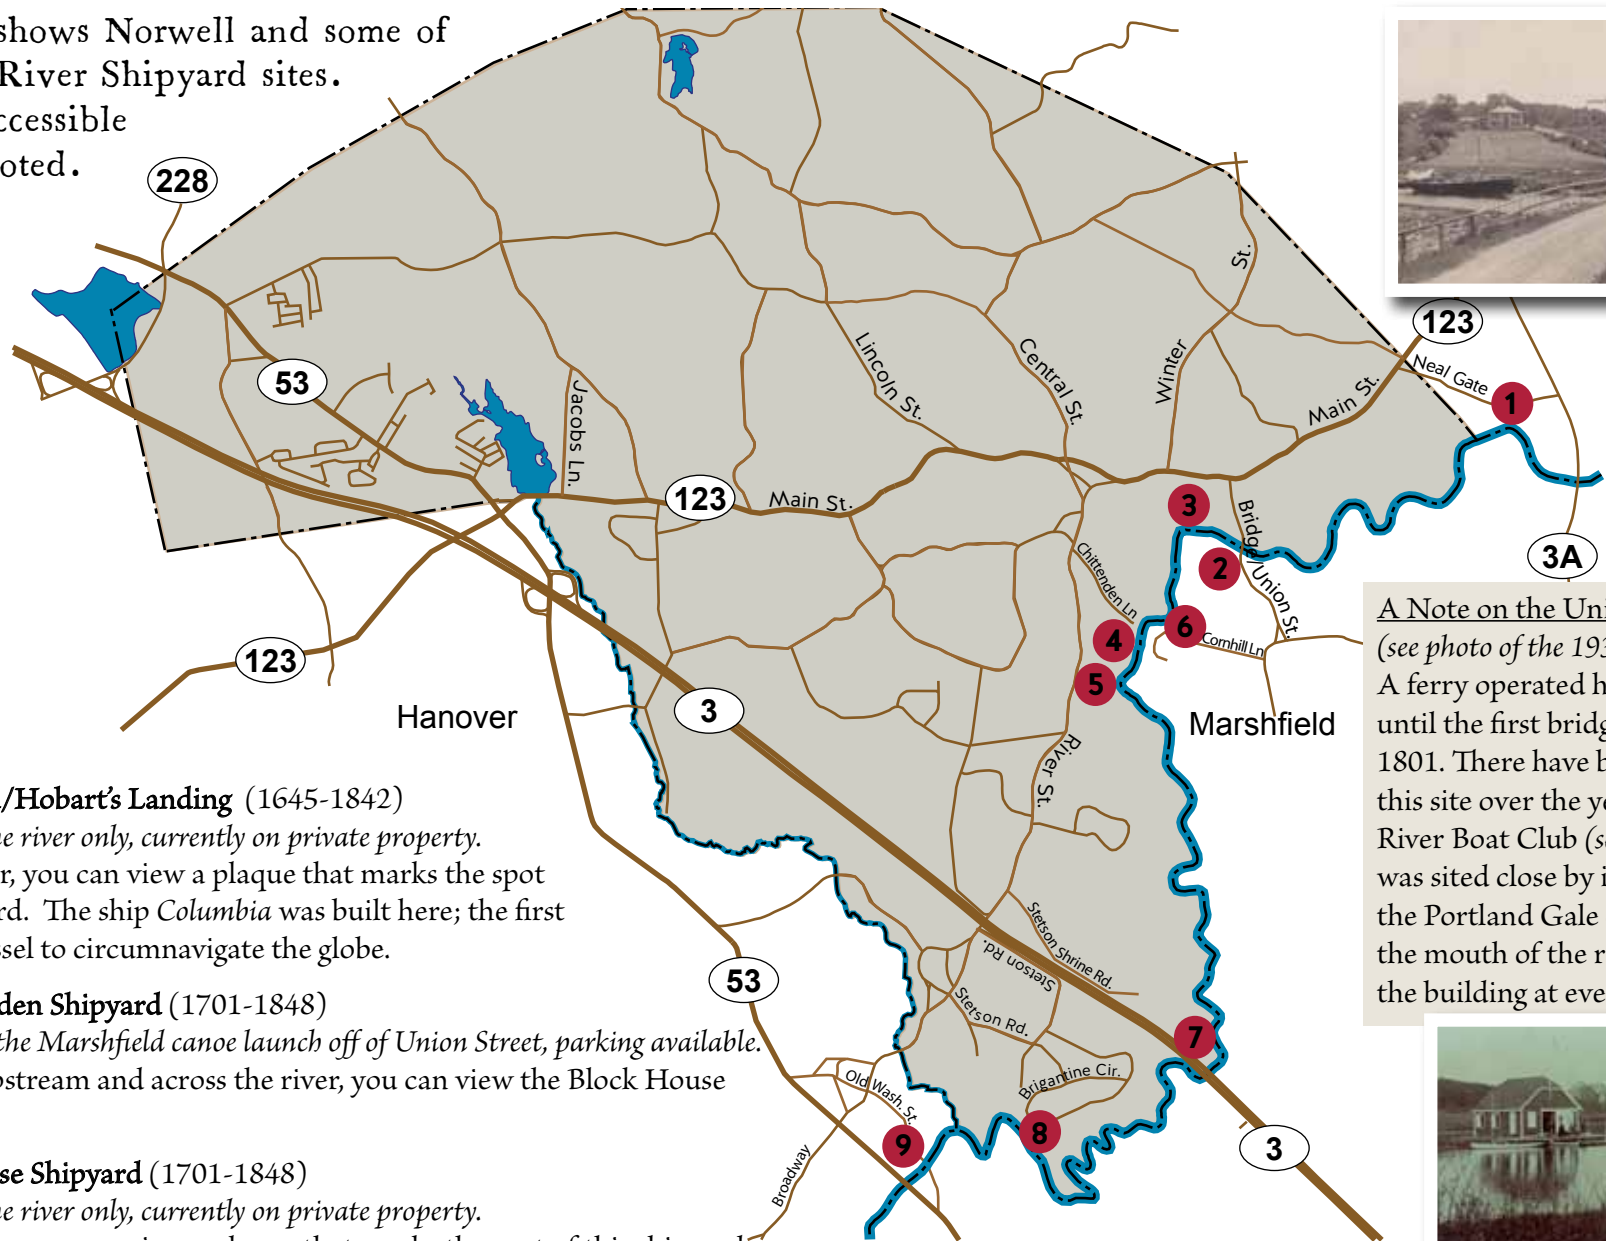 shows Norwell and some of
River Shipyard sites.
ccessible
oted.
228
53
123
Neal Gate
1
Main St.
St.
Winter
Central St.
Lincoln St.
Jacobs Ln.
123
Main St.
3
Bridge/Union St.
2
3A
Chittenden Ln
6
Cornhill Ln
4
5
123
Hanover
3
Marshfield
River St.
A Note on the Uni
(see photo of the 193
A ferry operated h
until the first bridg
1801. There have b
this site over the ye
River Boat Club (se
was sited close by i
the Portland Gale
the mouth of the r
the building at eve
/Hobart's Landing (1645-1842)
e river only, currently on private property.
r, you can view a plaque that marks the spot
rd. The ship Columbia was built here; the first
ssel to circumnavigate the globe.
den Shipyard (1701-1848)
the Marshfield canoe launch off of Union Street, parking available.
pstream and across the river, you can view the Block House
se Shipyard (1701-1848)
e river only, currently on private property.
53
Stetson Shrine Rd.
Stetson Rd.
Stetson Rd.
7
Brigantine Cir.
Old Wash. St.
8
9
Broadway
3